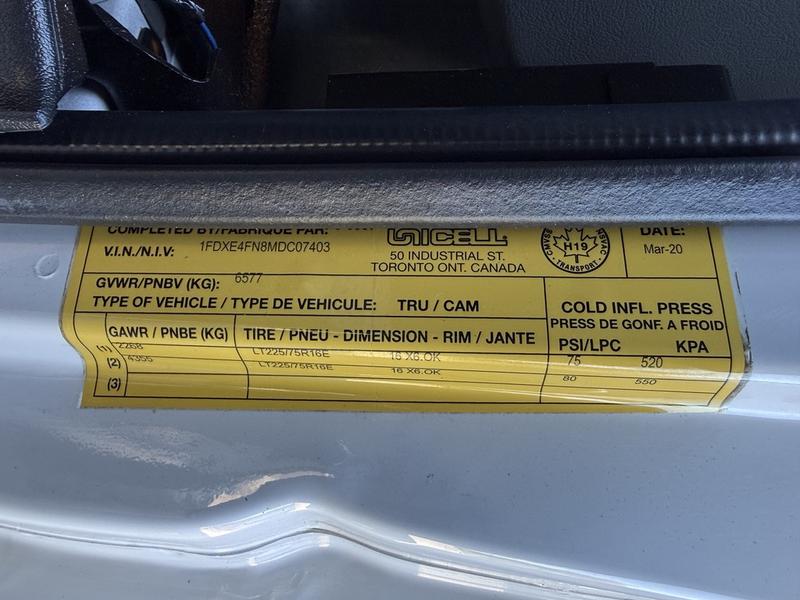 COMPLETED BY/FABRIQUE PAR:
UNICELL
DATE:
V.I.N./N.I.V: 1FDXE4FN8MDC07403
50 INDUSTRIAL ST.
TORONTO ONT. CANADA
CMVSS NSVAC
H19
TRANSPORT
Mar-20
GVWR/PNBV (KG): 6577
TYPE OF VEHICLE / TYPE DE VEHICULE: TRU / CAM
COLD INFL. PRESS
PRESS DE GONF. A FROID
GAWR / PNBE (KG) TIRE / PNEU - DIMENSION - RIM / JANTE PSI/LPC KPA
(1) 2268 LT225/75R16E 16 X6.OK 75 520
(2) 4355 LT225/75R16E 16 X6.OK 80 550
(3)